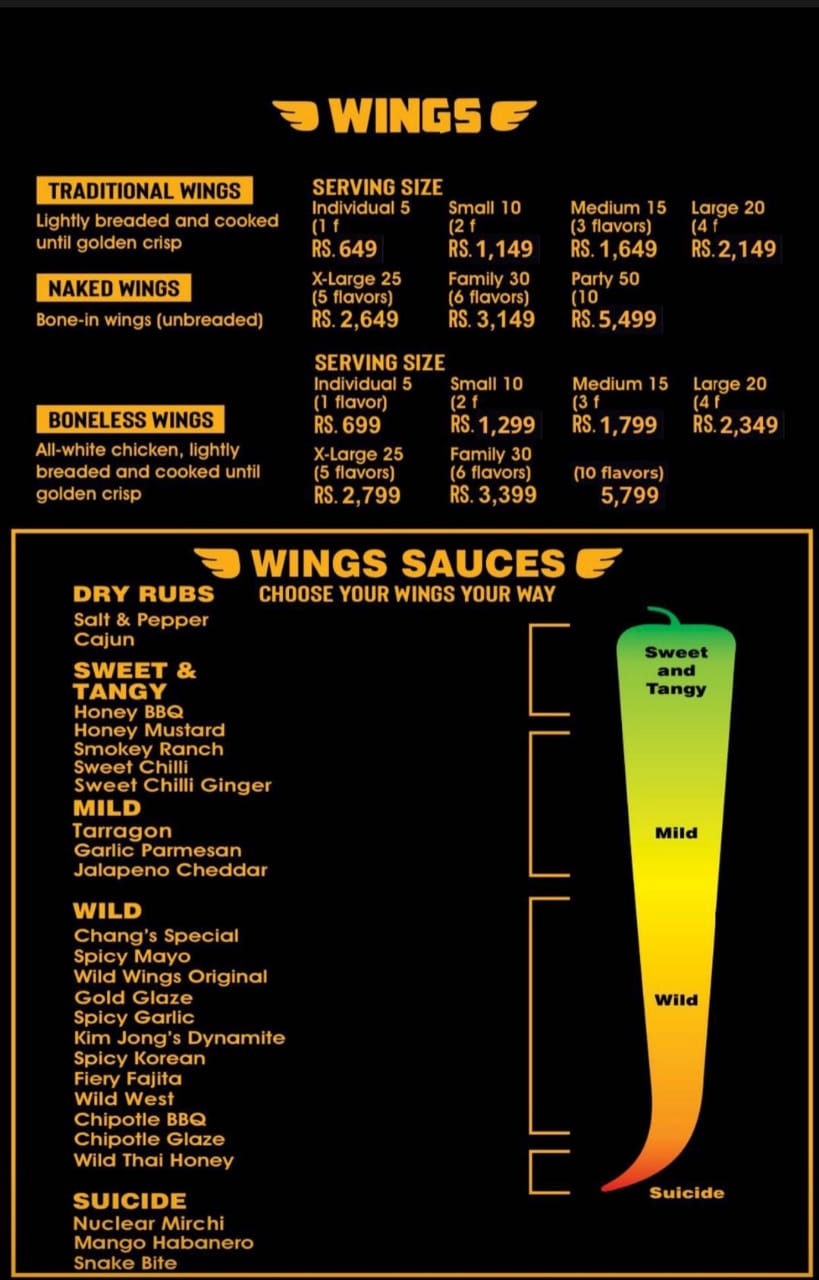 WINGS
TRADITIONAL WINGS
Lightly breaded and cooked
until golden crisp
NAKED WINGS
Bone-in wings (unbreaded)
SERVING SIZE
Individual 5 Small 10 Medium 15 Large 20
(1 f (2 f (3 flavors) (4 f
RS. 649 RS. 1,149 RS. 1,649 RS. 2,149
X-Large 25 Family 30 Party 50
(5 flavors) (6 flavors) (10
RS. 2,649 RS. 3,149 RS. 5,499
BONELESS WINGS
All-white chicken, lightly
breaded and cooked until
golden crisp
SERVING SIZE
Individual 5 Small 10 Medium 15 Large 20
(1 flavor) (2 f (3 f (4 f
RS. 699 RS. 1,299 RS. 1,799 RS. 2,349
X-Large 25 Family 30
(5 flavors) (6 flavors) (10 flavors)
RS. 2,799 RS. 3,399 5,799
WINGS SAUCES
CHOOSE YOUR WINGS YOUR WAY
DRY RUBS
Salt & Pepper
Cajun
SWEET &
TANGY
Honey BBQ
Honey Mustard
Smokey Ranch
Sweet Chilli
Sweet Chilli Ginger
MILD
Tarragon
Garlic Parmesan
Jalapeno Cheddar
WILD
Chang's Special
Spicy Mayo
Wild Wings Original
Gold Glaze
Spicy Garlic
Kim Jong's Dynamite
Spicy Korean
Fiery Fajita
Wild West
Chipotle BBQ
Chipotle Glaze
Wild Thai Honey
SUICIDE
Nuclear Mirchi
Mango Habanero
Snake Bite
Sweet
and
Tangy
Mild
Wild
Suicide